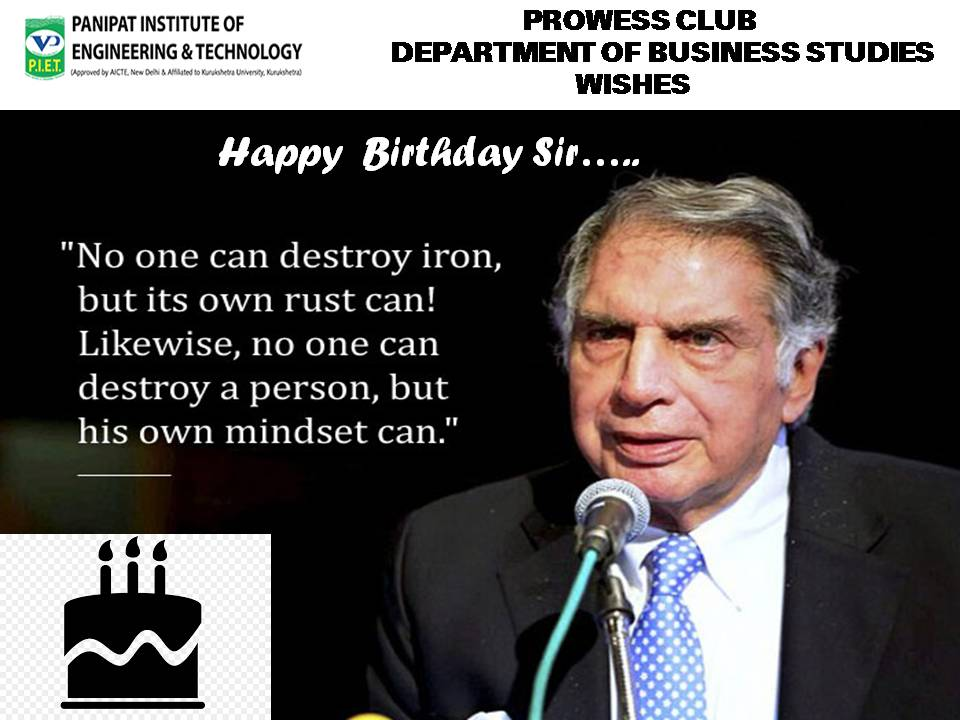 PANIPAT INSTITUTE OF
ENGINEERING & TECHNOLOGY
(Approved by AICTE, New Delhi & Affiliated to Kurukshetra University, Kurukshetra)
VP
P.I.E.T.
PROWESS CLUB
DEPARTMENT OF BUSINESS STUDIES
WISHES
Happy Birthday Sir.....
"No one can destroy iron,
but its own rust can!
Likewise, no one can
destroy a person, but
his own mindset can."